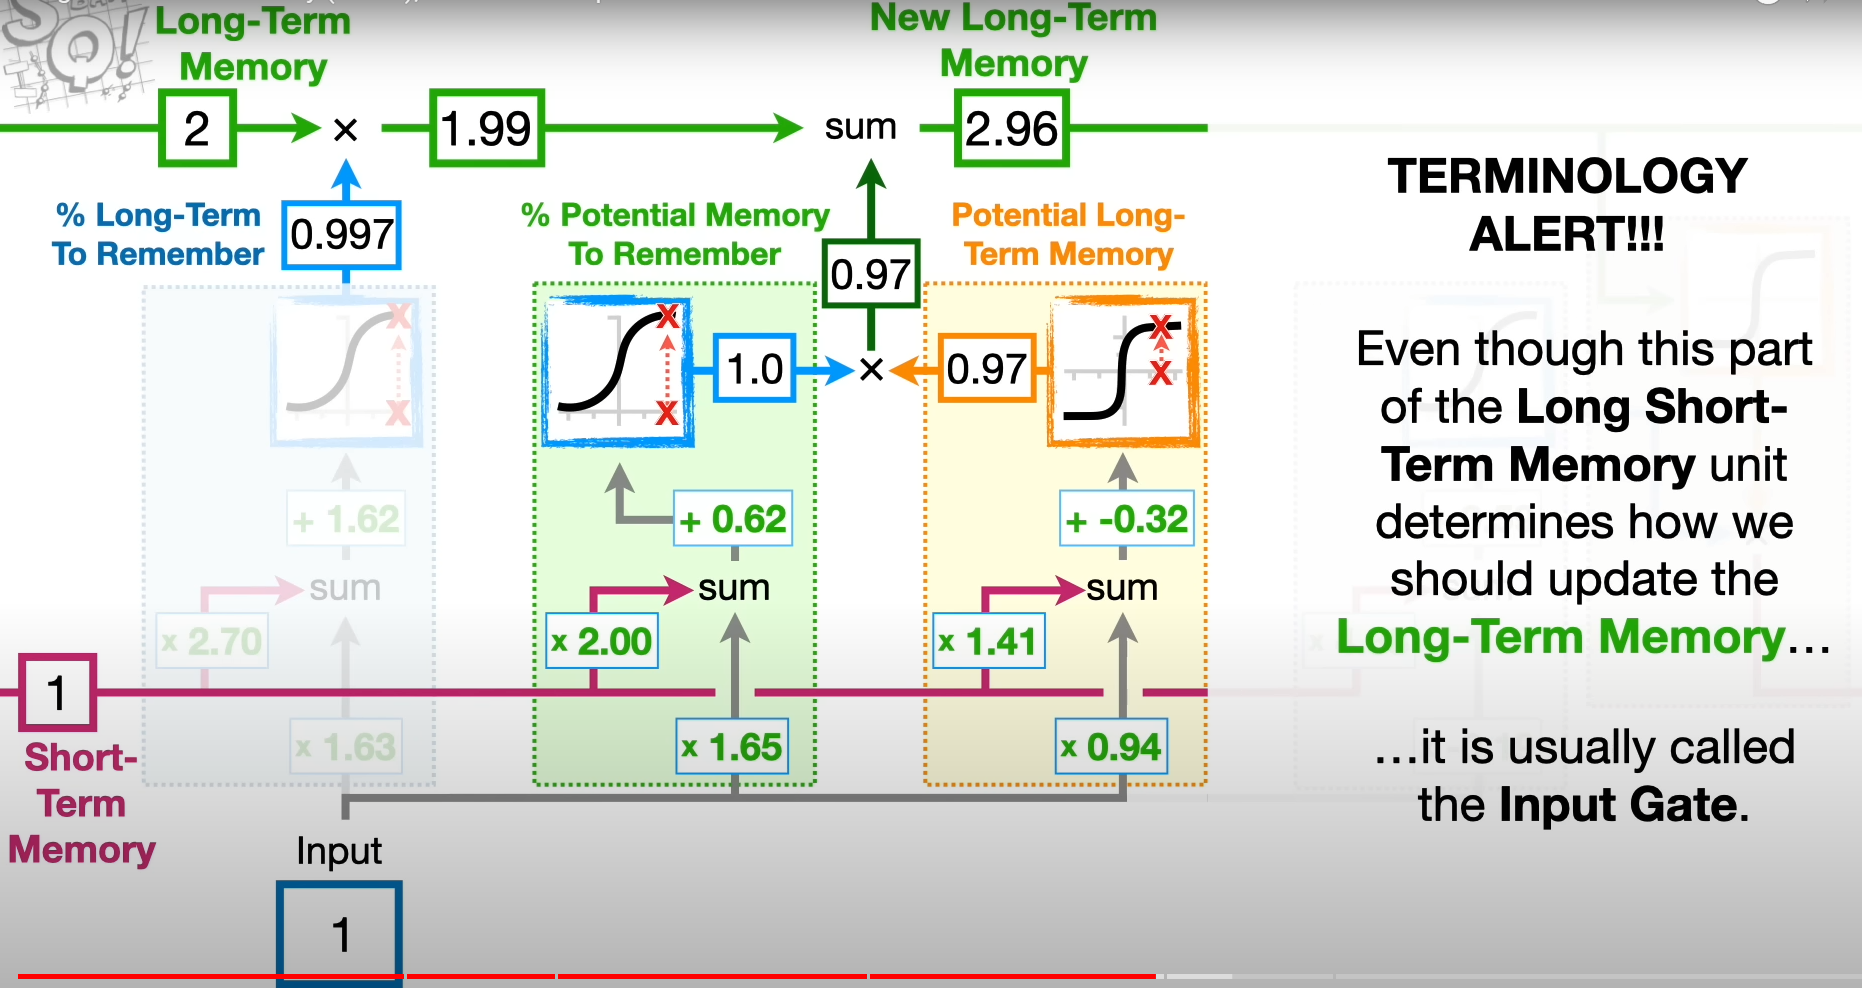 Long-Term
Memory
New Long-Term
Memory
2
×
1.99
sum
2.96
% Long-Term
To Remember
0.997
% Potential Memory
To Remember
0.97
Potential Long-
Term Memory
1.0
×
0.97
+ 1.62
+ 0.62
+ -0.32
sum
sum
sum
x 2.70
x 2.00
x 1.41
1
x 1.63
x 1.65
x 0.94
Short-
Term
Memory
Input
1
TERMINOLOGY
ALERT!!!
Even though this part
of the Long Short-
Term Memory unit
determines how we
should update the
Long-Term Memory…
…it is usually called
the Input Gate.